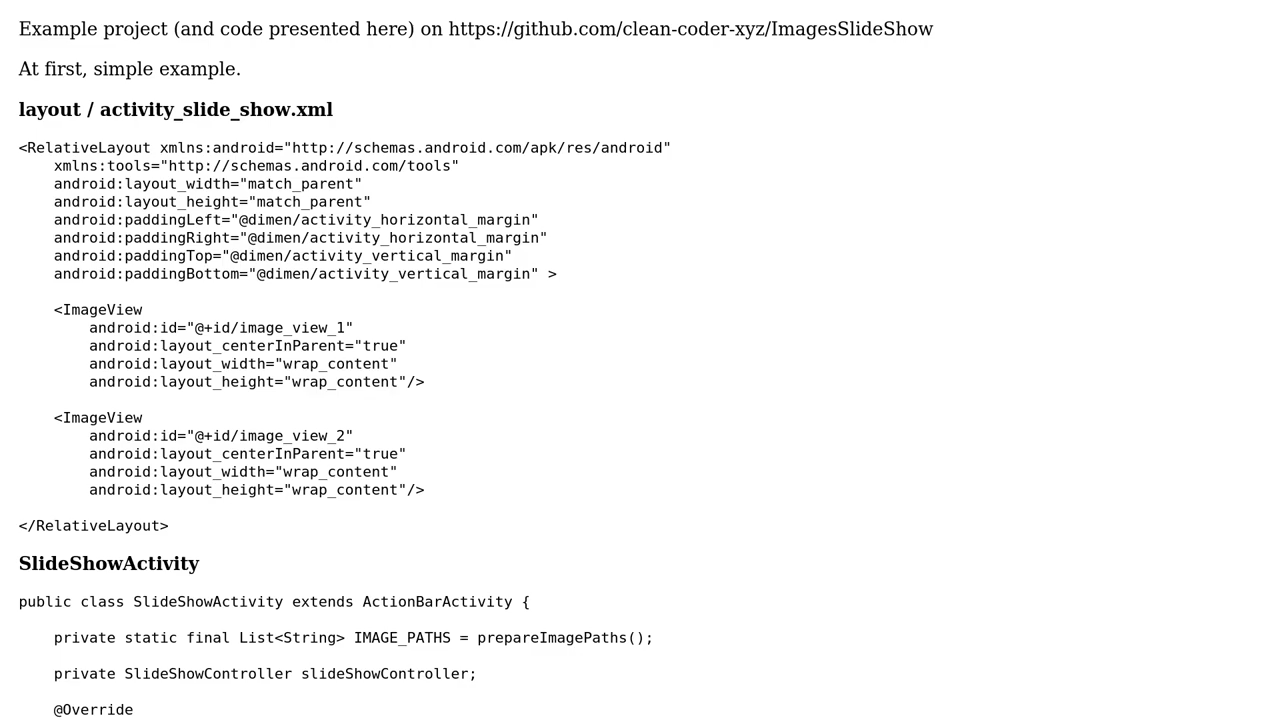 Example project (and code presented here) on https://github.com/clean-coder-xyz/ImagesSlideShow
At first, simple example.
layout / activity_slide_show.xml
<RelativeLayout xmlns:android="http://schemas.android.com/apk/res/android"
    xmlns:tools="http://schemas.android.com/tools"
    android:layout_width="match_parent"
    android:layout_height="match_parent"
    android:paddingLeft="@dimen/activity_horizontal_margin"
    android:paddingRight="@dimen/activity_horizontal_margin"
    android:paddingTop="@dimen/activity_vertical_margin"
    android:paddingBottom="@dimen/activity_vertical_margin" >
    <ImageView
        android:id="@+id/image_view_1"
        android:layout_centerInParent="true"
        android:layout_width="wrap_content"
        android:layout_height="wrap_content"/>
    <ImageView
        android:id="@+id/image_view_2"
        android:layout_centerInParent="true"
        android:layout_width="wrap_content"
        android:layout_height="wrap_content"/>
</RelativeLayout>
SlideShowActivity
public class SlideShowActivity extends ActionBarActivity {
    private static final List<String> IMAGE_PATHS = prepareImagePaths();
    private SlideShowController slideShowController;
    @Override